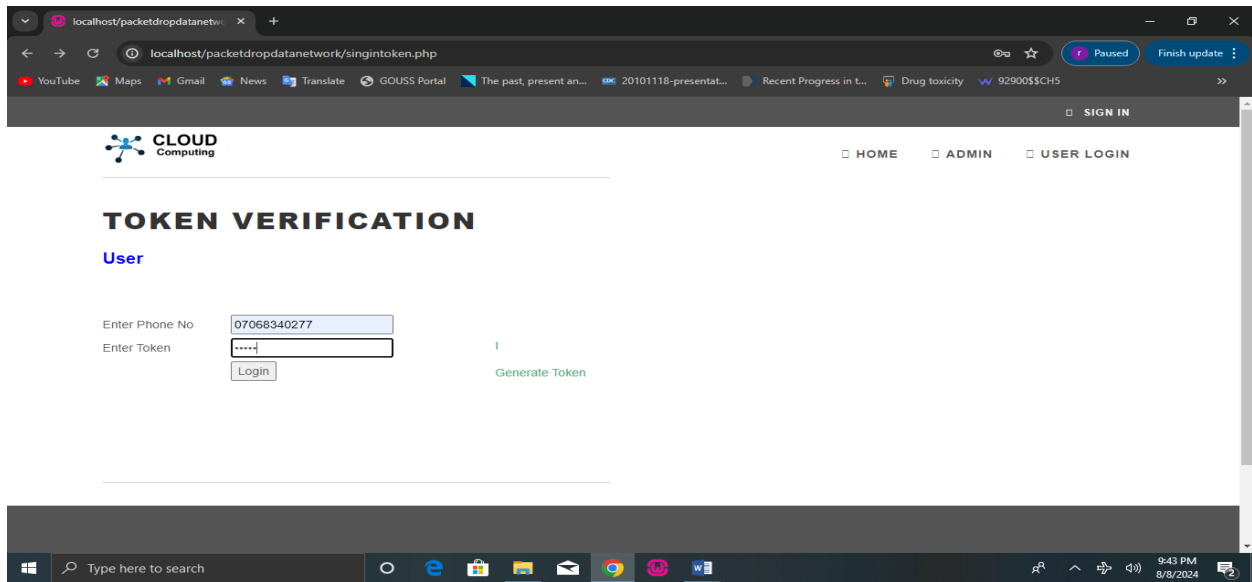 localhost/packetdropdatanetwo
localhost/packetdropdatanetwork/singintoken.php
r Paused Finish update
YouTube Maps Gmail News Translate GOUSS Portal The past, present an... CDC 20101118-presentat... Recent Progress in t... Drug toxicity 92900$$CH5 »
SIGN IN
CLOUD
Computing
HOME ADMIN USER LOGIN
TOKEN VERIFICATION
User
Enter Phone No 07068340277
Enter Token •••••
Login
Generate Token
Type here to search
9:43 PM
8/8/2024
2